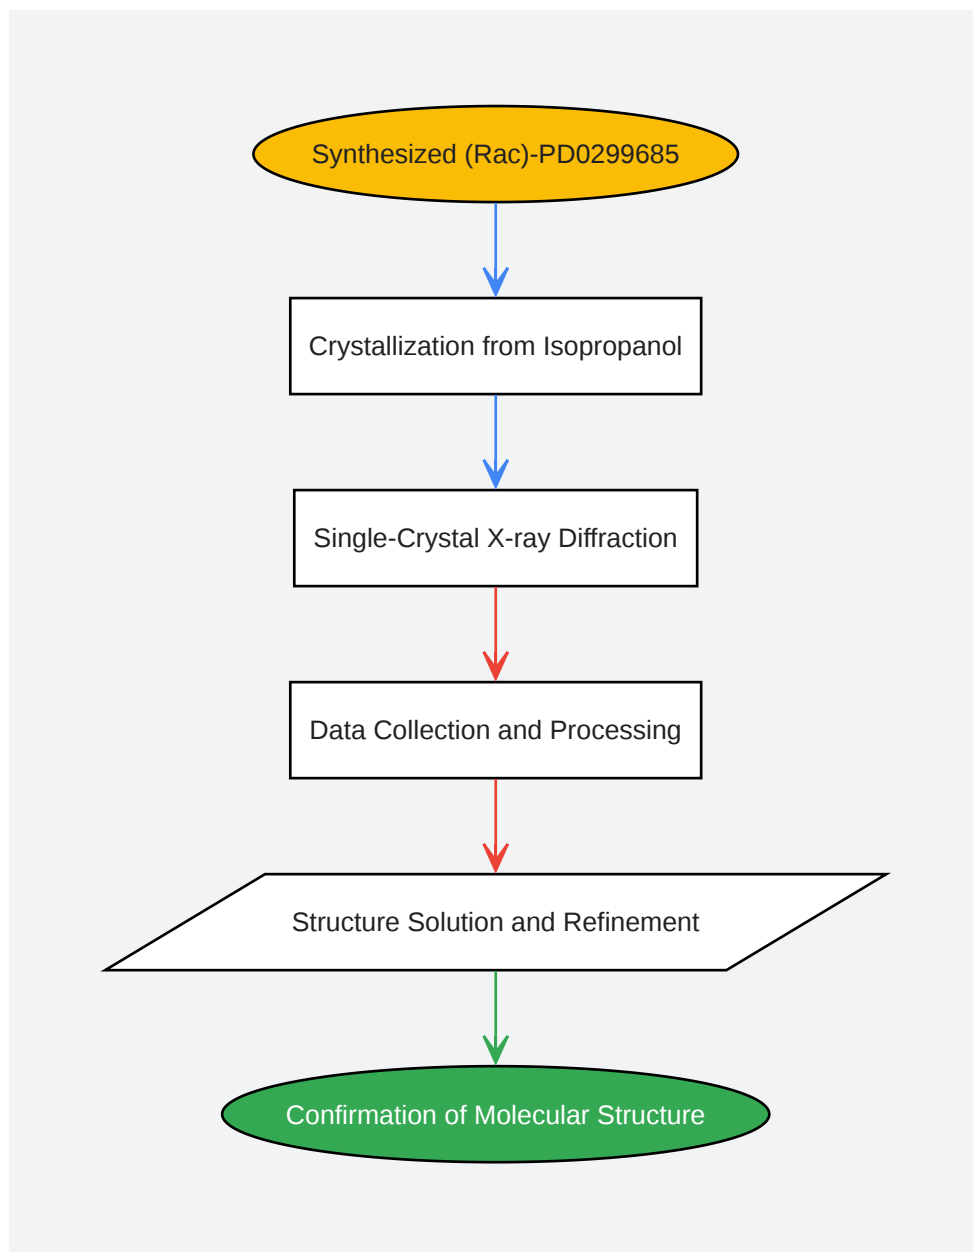 Synthesized (Rac)-PD0299685
Crystallization from Isopropanol
Single-Crystal X-ray Diffraction
Data Collection and Processing
Structure Solution and Refinement
Confirmation of Molecular Structure